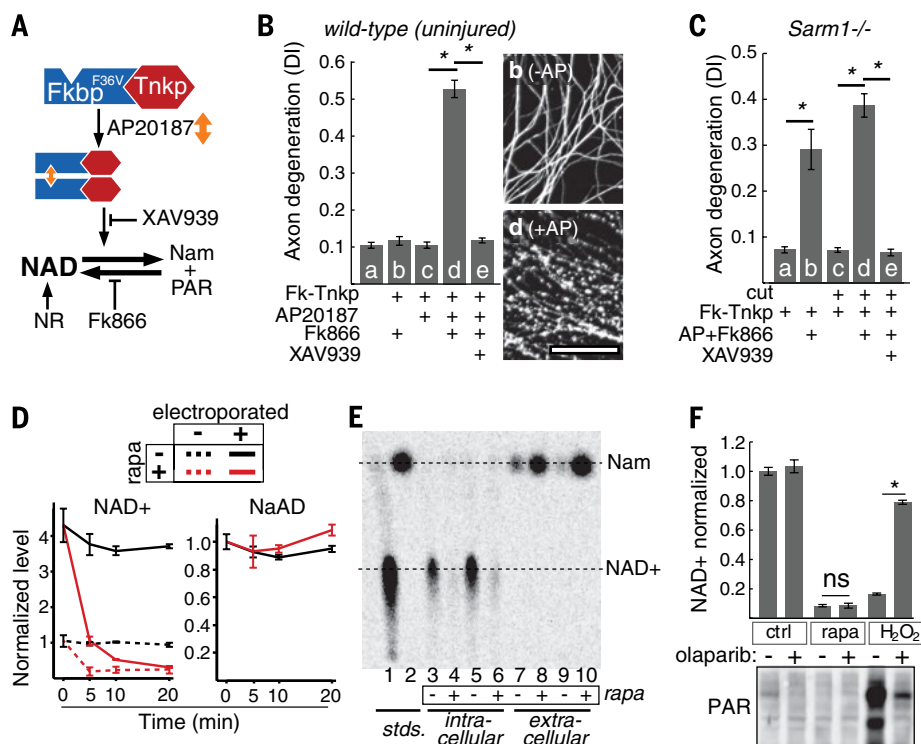 A
Fkbp F36V Tnkp
AP20187
XAV939
NAD
Nam
+
PAR
NR
Fk866
B
wild-type (uninjured)
Axon degeneration (DI)
0.5
0.4
0.3
0.2
0.1
* *
a b c d e
Fk-Tnkp + + + +
AP20187 + + +
Fk866 + + +
XAV939 +
b (-AP)
d (+AP)
C
Sarm1-/-
Axon degeneration (DI)
0.4
0.3
0.2
0.1
* * *
a b c d e
cut + + +
Fk-Tnkp + + + + +
AP+Fk866 + + +
XAV939 +
D
electroporated
- +
rapa
-
+
NAD+
NaAD
Normalized level
4
2
1
0
1.0
0.8
0.6
0.4
0.2
0 5 10 20
0 5 10 20
Time (min)
E
Nam
NAD+
1 2 3 4 5 6 7 8 9 10
- + - + - + - + rapa
stds.
intra-
cellular
extra-
cellular
F
NAD+ normalized
1.2
1.0
0.8
0.6
0.4
0.2
ns
*
ctrl rapa H2O2
olaparib: - + - + - +
PAR